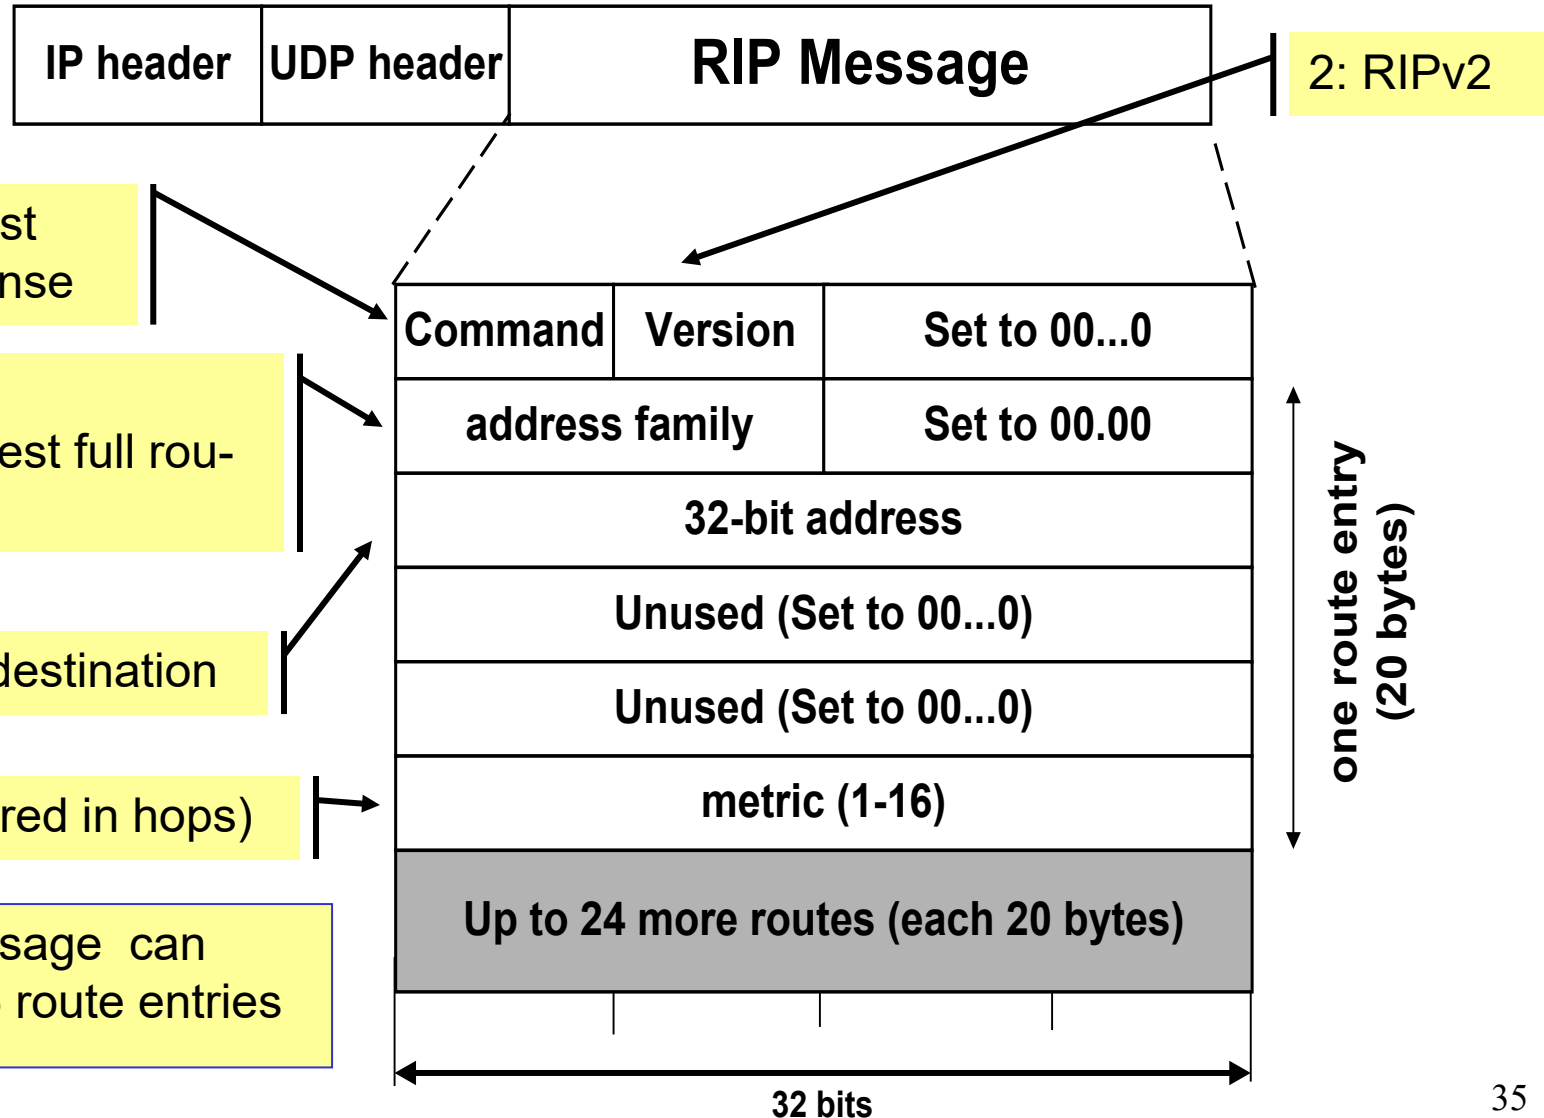 IP header UDP header RIP Message
2: RIPv2
st
nse
Command Version Set to 00...0
address family Set to 00.00
est full rou-
32-bit address
Unused (Set to 00...0)
destination
Unused (Set to 00...0)
red in hops)
metric (1-16)
one route entry
(20 bytes)
Up to 24 more routes (each 20 bytes)
sage can
route entries
32 bits
35